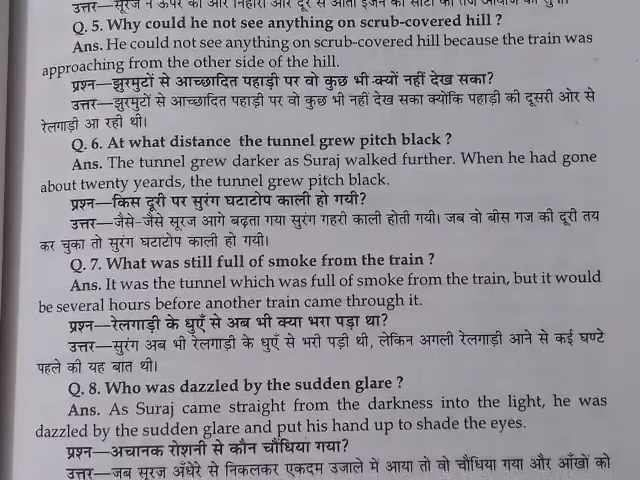 उत्तर—सूरज ने ऊपर की ओर निहारा और दूर से आती इंजन की सीटी की तेज आवाज को सुना।
Q. 5. Why could he not see anything on scrub-covered hill ?
Ans. He could not see anything on scrub-covered hill because the train was
approaching from the other side of the hill.
प्रश्न—झुरमुटों से आच्छादित पहाड़ी पर वो कुछ भी क्यों नहीं देख सका?
उत्तर—झुरमुटों से आच्छादित पहाड़ी पर वो कुछ भी नहीं देख सका क्योंकि पहाड़ी की दूसरी ओर से
रेलगाड़ी आ रही थी।
Q. 6. At what distance the tunnel grew pitch black ?
Ans. The tunnel grew darker as Suraj walked further. When he had gone
about twenty yeards, the tunnel grew pitch black.
प्रश्न—किस दूरी पर सुरंग घटाटोप काली हो गयी?
उत्तर—जैसे-जैसे सूरज आगे बढ़ता गया सुरंग गहरी काली होती गयी। जब वो बीस गज की दूरी तय
कर चुका तो सुरंग घटाटोप काली हो गयी।
Q. 7. What was still full of smoke from the train ?
Ans. It was the tunnel which was full of smoke from the train, but it would
be several hours before another train came through it.
प्रश्न—रेलगाड़ी के धुएँ से अब भी क्या भरा पड़ा था?
उत्तर—सुरंग अब भी रेलगाड़ी के धुएँ से भरी पड़ी थी, लेकिन अगली रेलगाड़ी आने से कई घण्टे
पहले की यह बात थी।
Q. 8. Who was dazzled by the sudden glare ?
Ans. As Suraj came straight from the darkness into the light, he was
dazzled by the sudden glare and put his hand up to shade the eyes.
प्रश्न—अचानक रोशनी से कौन चौंधिया गया?
उत्तर—जब सूरज अँधेरे से निकलकर एकदम उजाले में आया तो वो चौंधिया गया और आँखों को